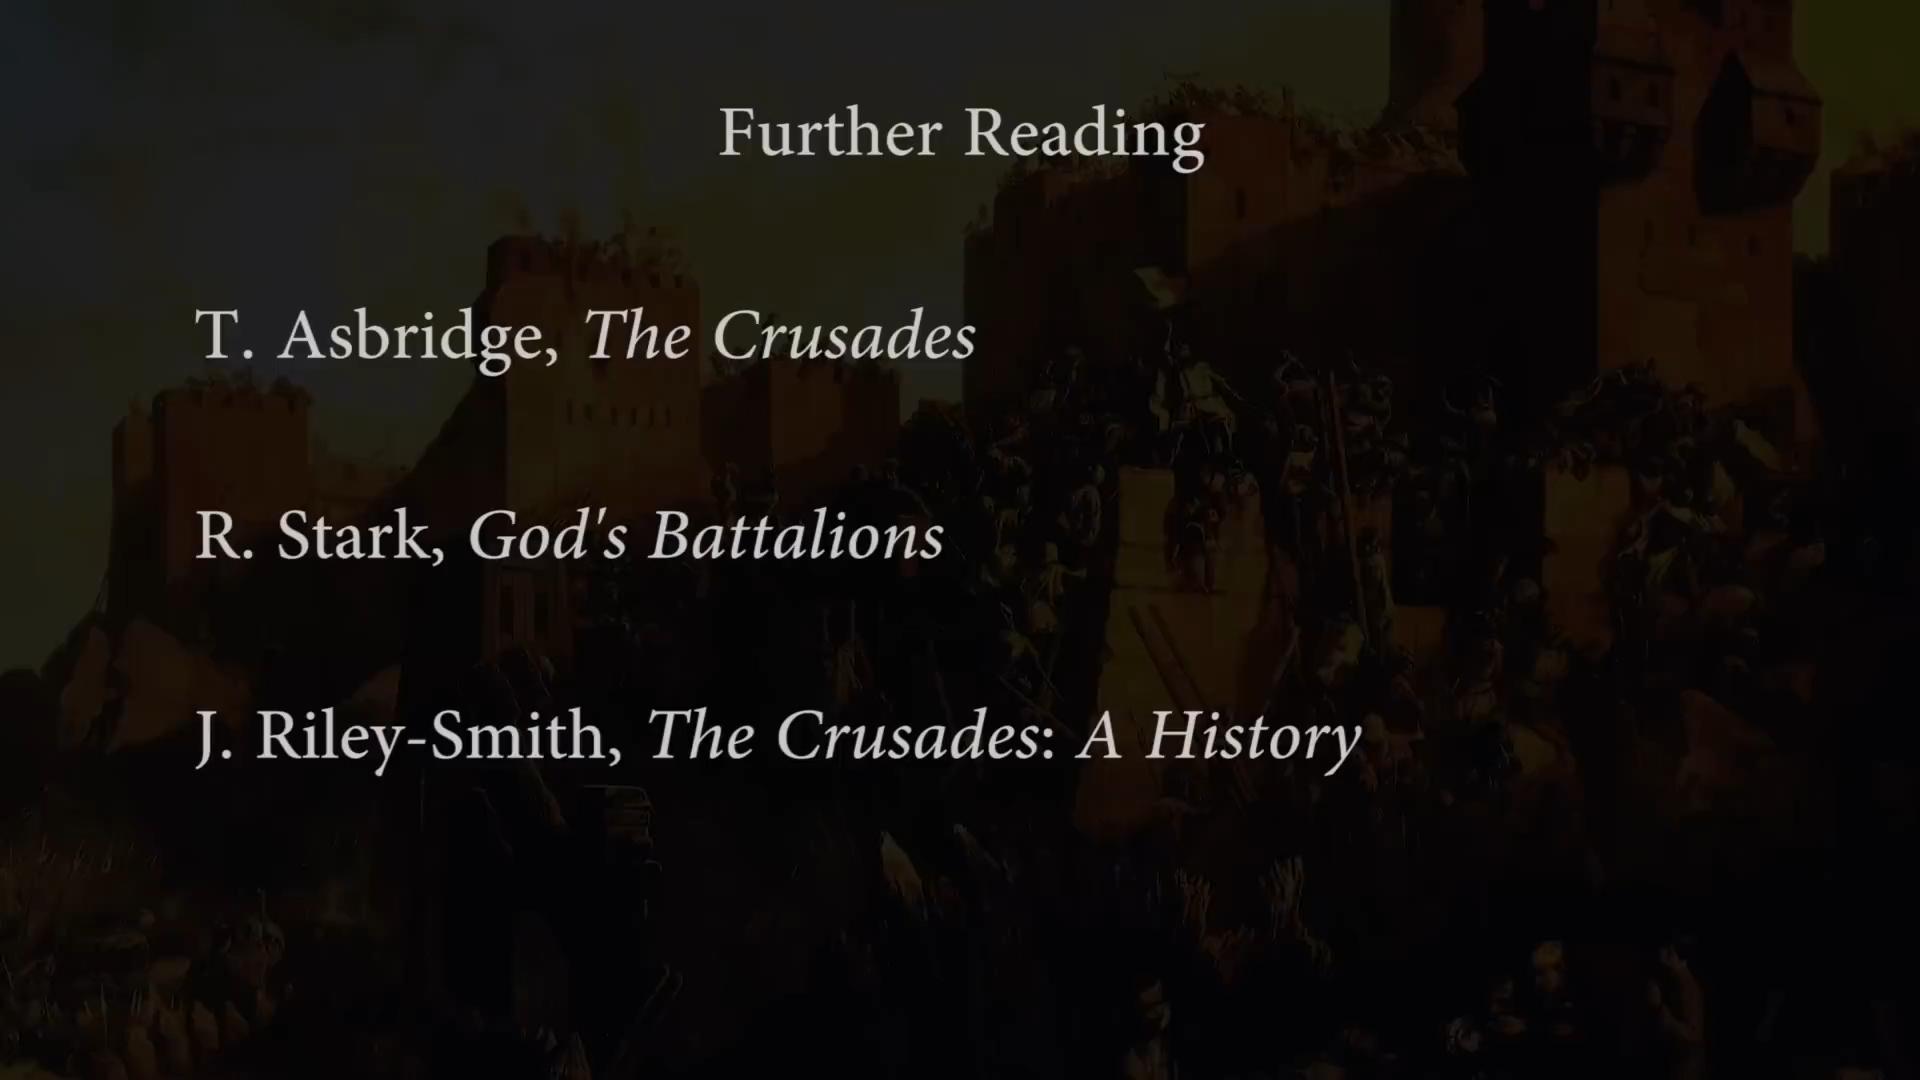 Further Reading
T. Asbridge, The Crusades
R. Stark, God's Battalions
J. Riley-Smith, The Crusades: A History